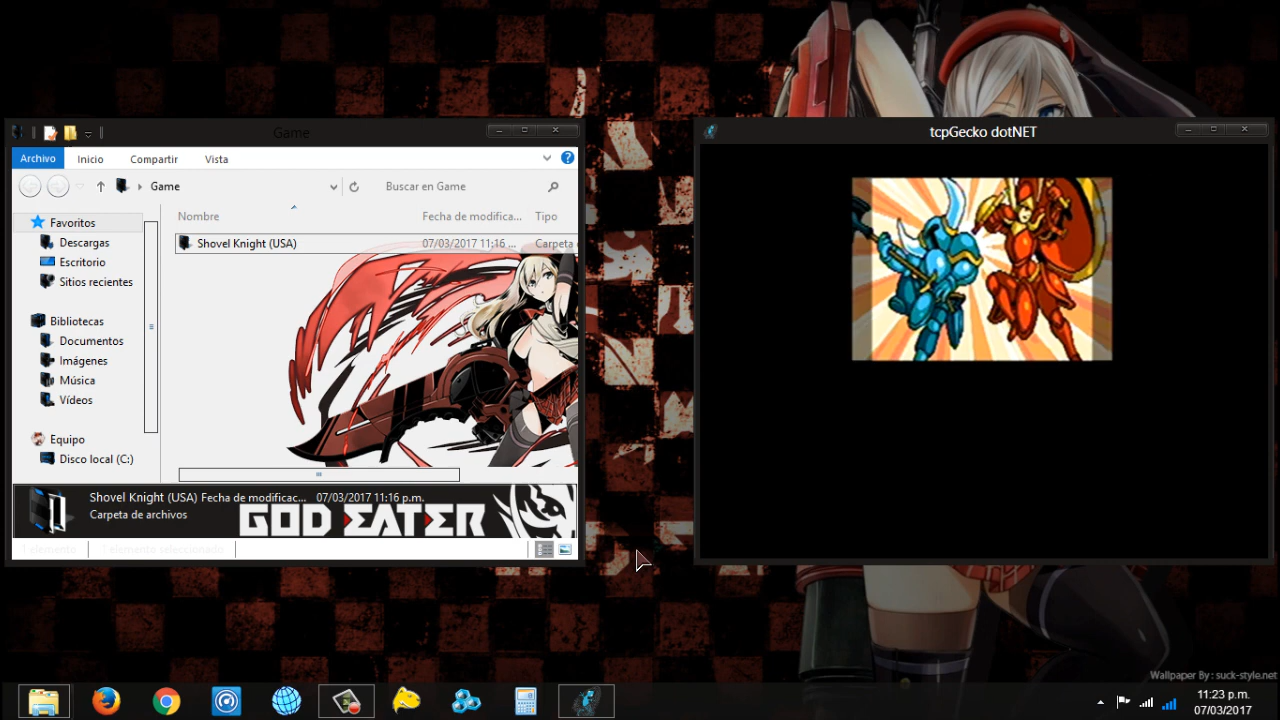 Game
Archivo
Inicio
Compartir
Vista
Game
Buscar en Game
Nombre
Fecha de modifica...
Tipo
Favoritos
Descargas
Escritorio
Sitios recientes
Bibliotecas
Documentos
Imágenes
Música
Vídeos
Equipo
Disco local (C:)
Shovel Knight (USA)
07/03/2017 11:16 ...
Carpeta
Shovel Knight (USA) Fecha de modificac... 07/03/2017 11:16 p.m.
Carpeta de archivos
GOD EATER
1 elemento
1 elemento seleccionado
tcpGecko dotNET
Wallpaper By : suck-style.net
11:23 p.m.
07/03/2017